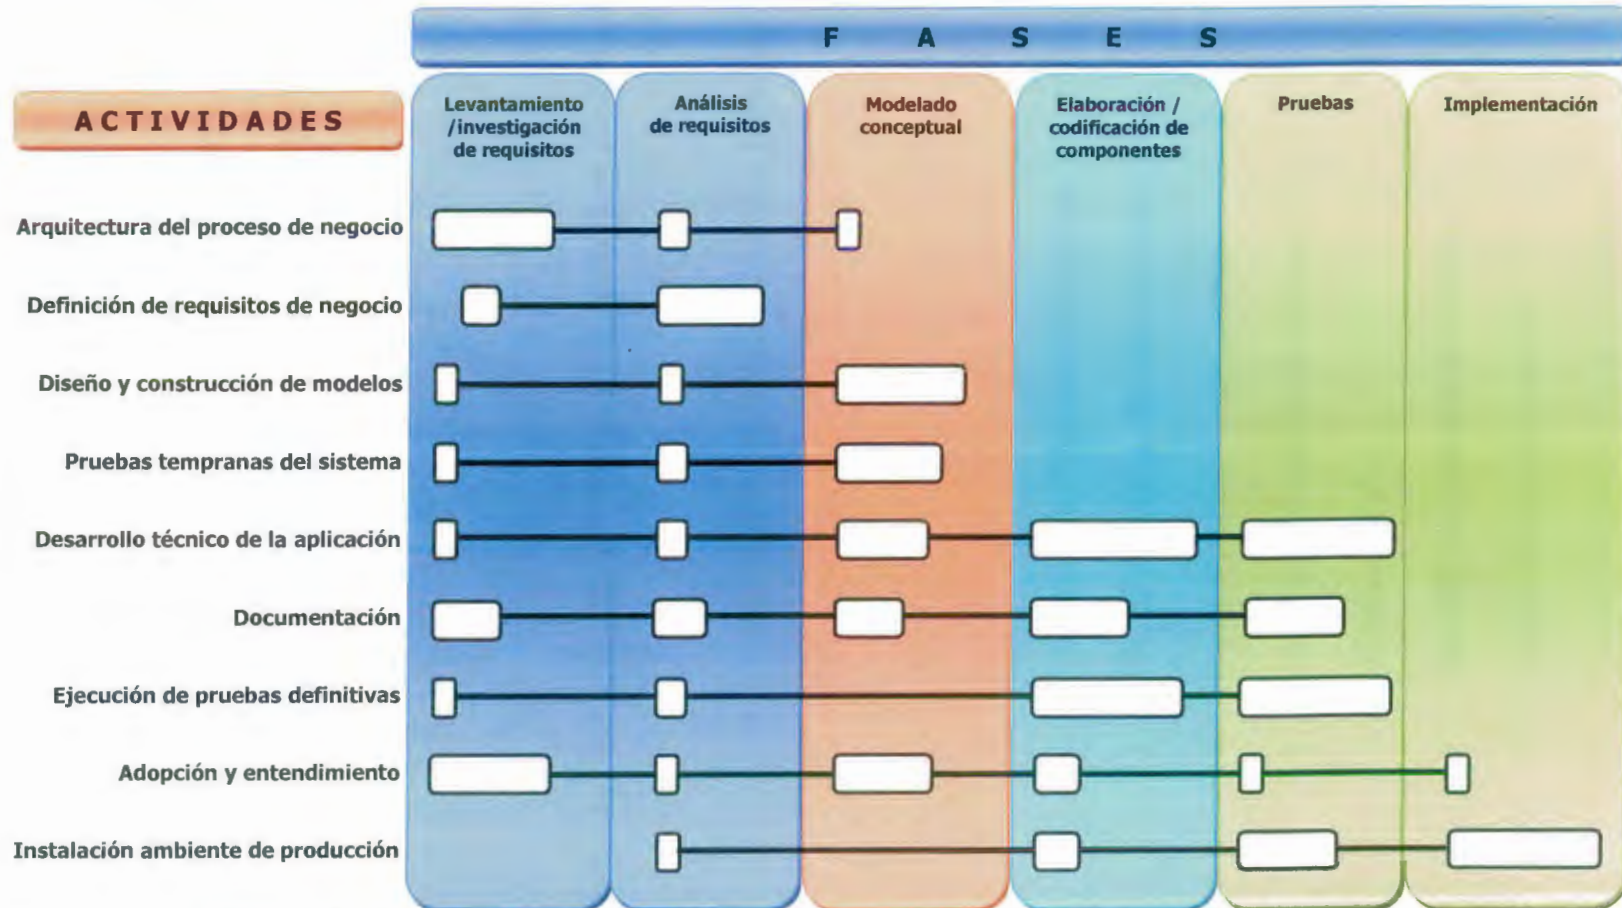 F A S E S
ACTIVIDADES
Levantamiento
/investigación
de requisitos
Análisis
de requisitos
Modelado
conceptual
Elaboración /
codificación de
componentes
Pruebas
Implementación
Arquitectura del proceso de negocio
Definición de requisitos de negocio
Diseño y construcción de modelos
Pruebas tempranas del sistema
Desarrollo técnico de la aplicación
Documentación
Ejecución de pruebas definitivas
Adopción y entendimiento
Instalación ambiente de producción